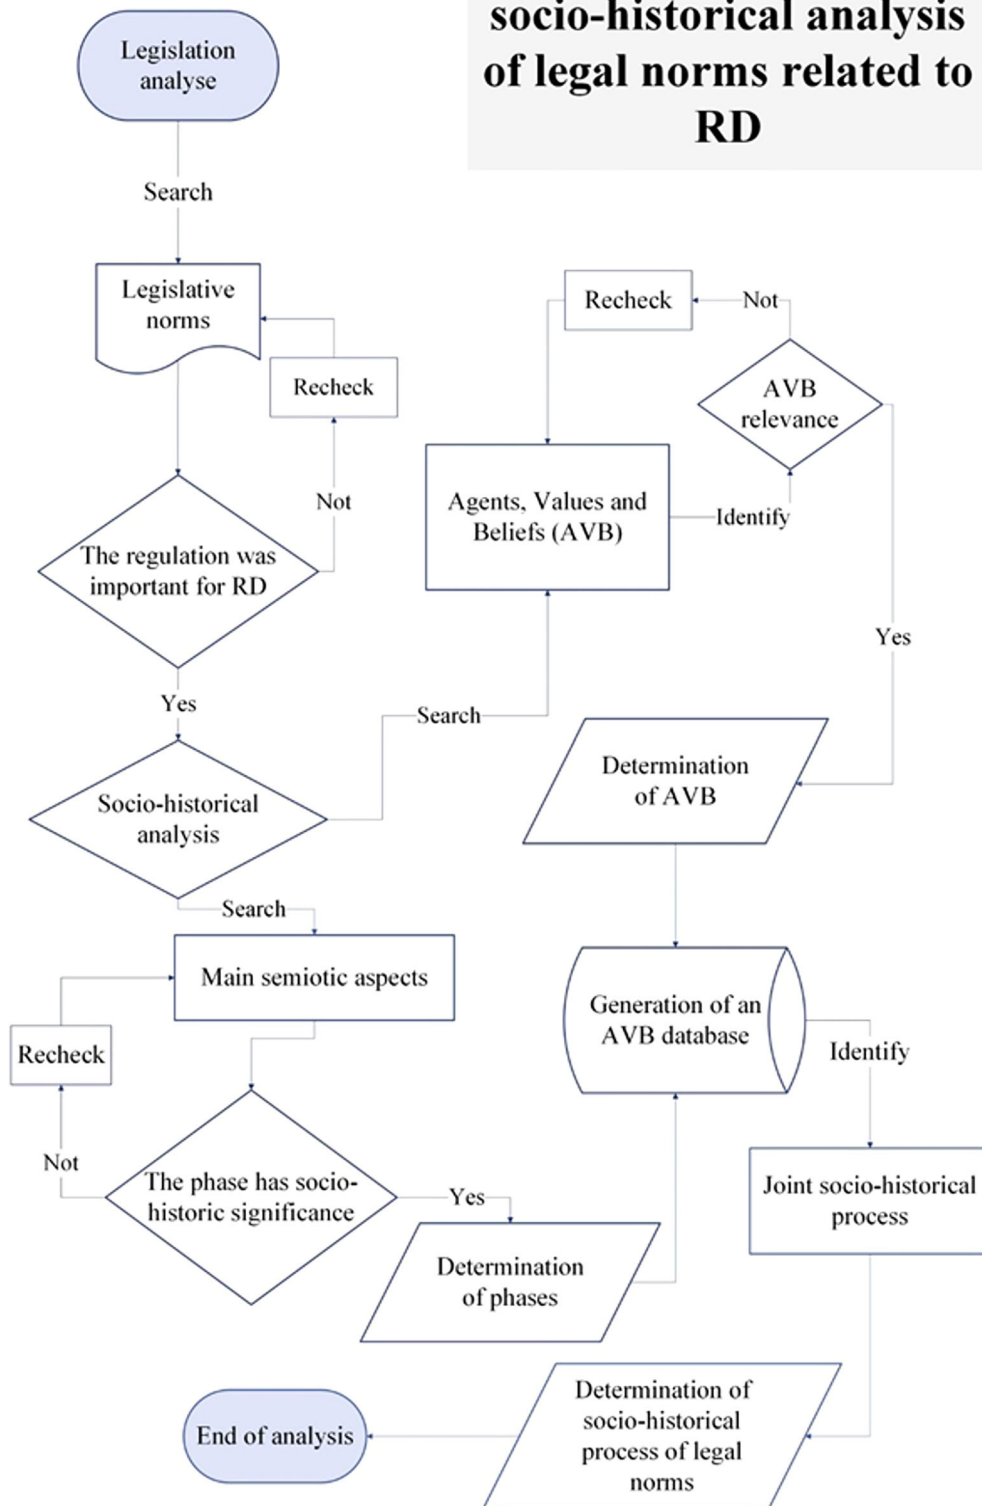 socio-historical analysis
of legal norms related to
RD
Legislation
analyse
Search
Legislative
norms
Recheck
Not
The regulation was
important for RD
Yes
Socio-historical
analysis
Search
Agents, Values and
Beliefs (AVB)
Identify
AVB
relevance
Not
Recheck
Yes
Determination
of AVB
Search
Main semiotic aspects
Recheck
Not
The phase has socio-
historic significance
Yes
Determination
of phases
Generation of an
AVB database
Identify
Joint socio-historical
process
Determination of
socio-historical
process of legal
norms
End of analysis